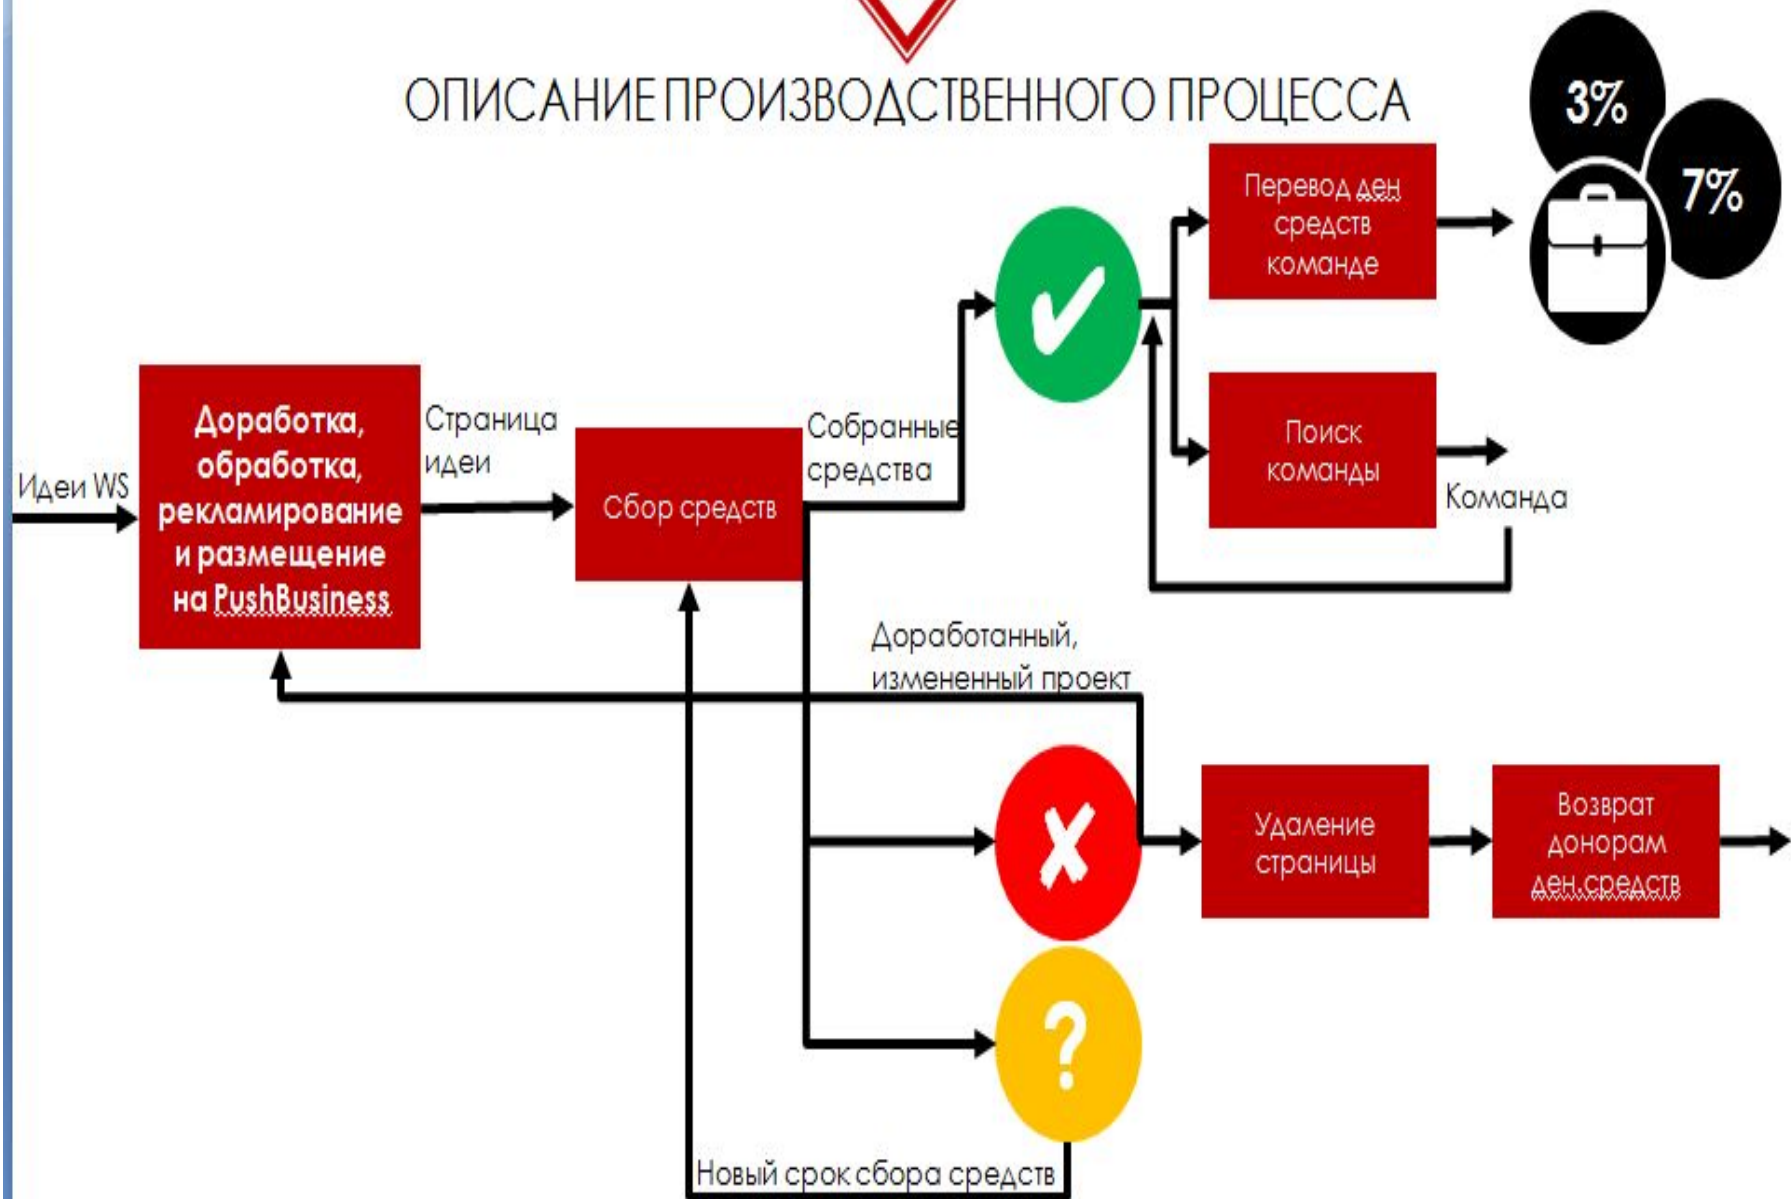 ОПИСАНИЕ ПРОИЗВОДСТВЕННОГО ПРОЦЕССА
3%
7%
Перевод ден
средств
команде
Идеи WS
Доработка,
обработка,
рекламирование
и размещение
на PushBusiness
Страница
идеи
Сбор средств
Собранные
средства
Поиск
команды
Команда
Доработанный,
измененный проект
Удаление
страницы
Возврат
донорам
ден.средств
?
Новый срок сбора средств